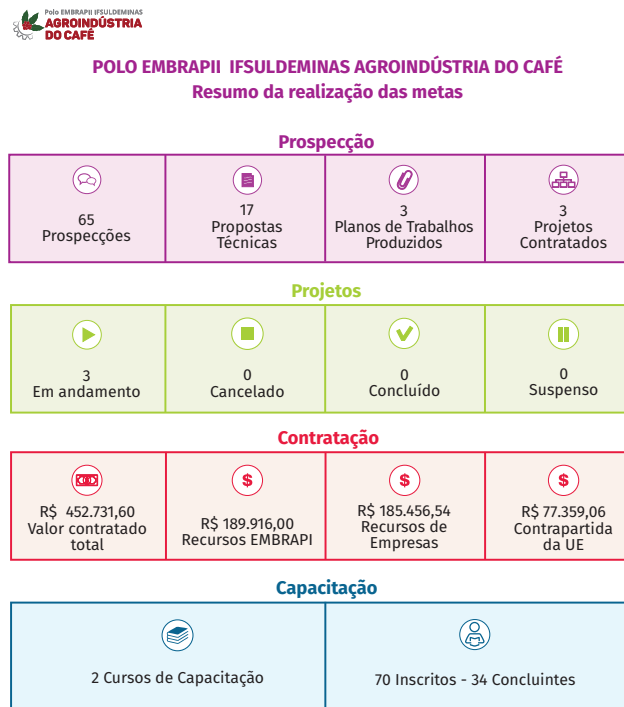 Polo EMBRAPII IFSULDEMINAS
AGROINDÚSTRIA
DO CAFÉ
POLO EMBRAPII IFSULDEMINAS AGROINDÚSTRIA DO CAFÉ
Resumo da realização das metas
Prospecção
65
Prospecções
17
Propostas
Técnicas
3
Planos de Trabalhos
Produzidos
3
Projetos
Contratados
Projetos
3
Em andamento
0
Cancelado
0
Concluído
0
Suspenso
Contratação
R$ 452.731,60
Valor contratado
total
$
R$ 189.916,00
Recursos EMBRAPI
$
R$ 185.456,54
Recursos de
Empresas
$
R$ 77.359,06
Contrapartida
da UE
Capacitação
2 Cursos de Capacitação
70 Inscritos - 34 Concluintes